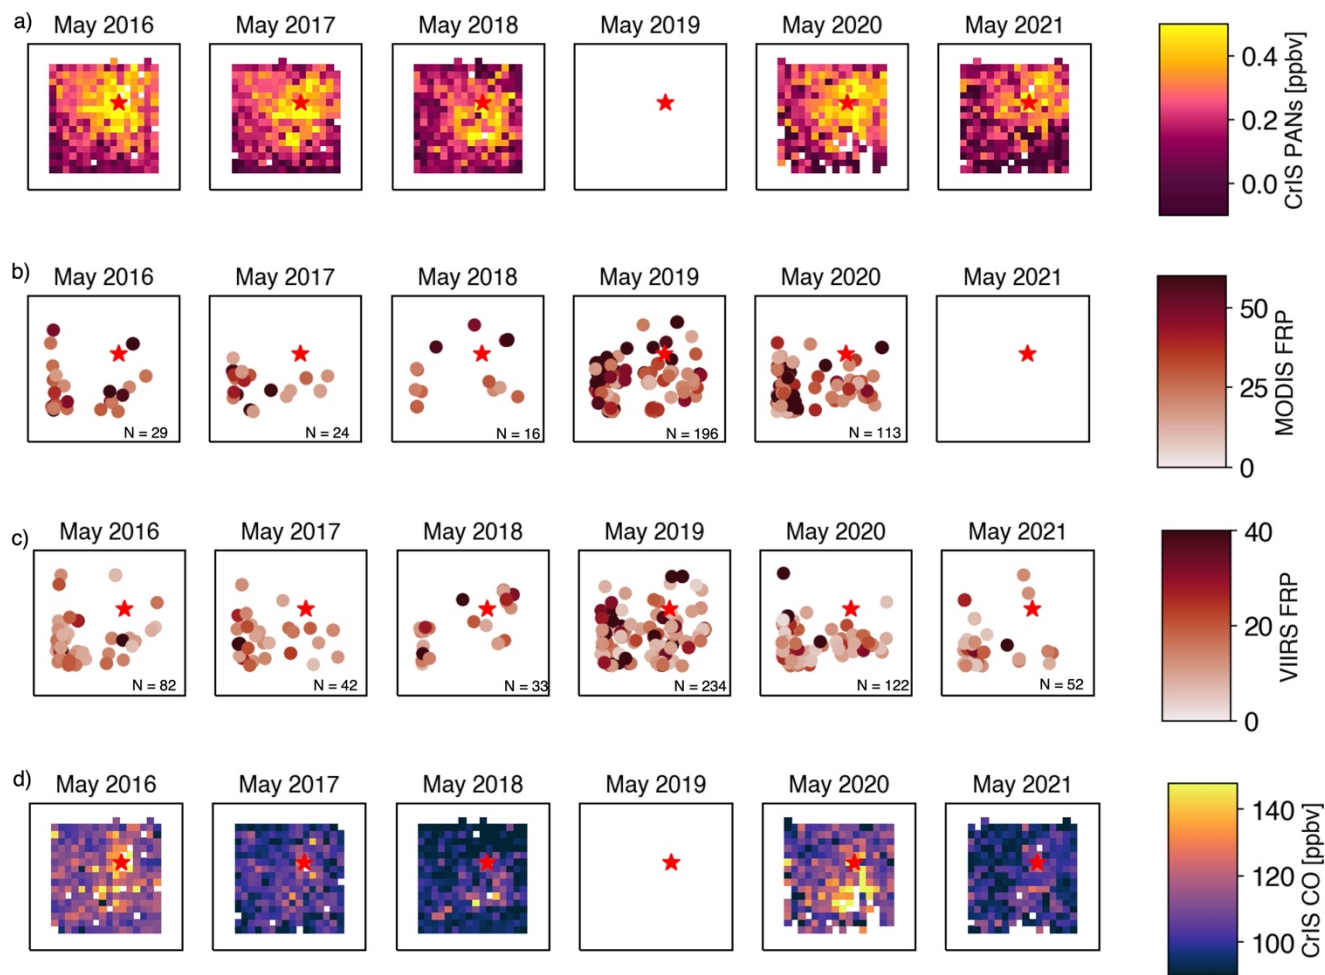 a) May 2016 May 2017 May 2018 May 2019 May 2020 May 2021
0.4
0.2
0.0
CrIS PANs [ppbv]
b) May 2016 May 2017 May 2018 May 2019 May 2020 May 2021
N = 29 N = 24 N = 16 N = 196 N = 113
50
25
0
MODIS FRP
c) May 2016 May 2017 May 2018 May 2019 May 2020 May 2021
N = 82 N = 42 N = 33 N = 234 N = 122 N = 52
40
20
0
VIIRS FRP
d) May 2016 May 2017 May 2018 May 2019 May 2020 May 2021
140
120
100
CrIS CO [ppbv]